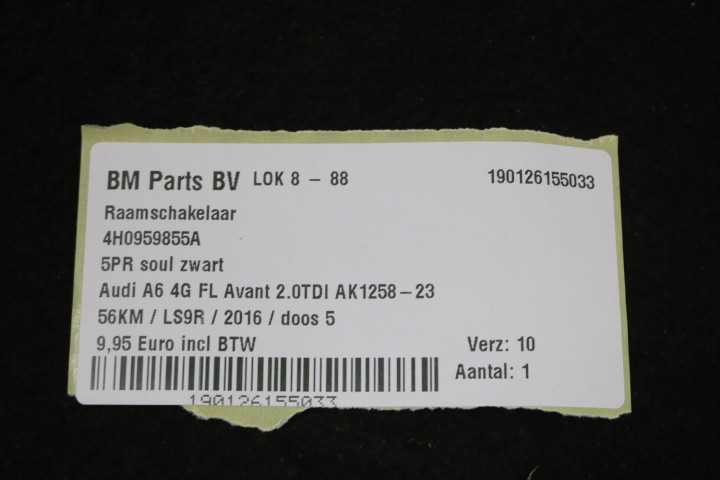 BM Parts BV LOK 8 – 88 190126155033
Raamschakelaar
4H0959855A
5PR soul zwart
Audi A6 4G FL Avant 2.0TDI AK1258–23
56KM / LS9R / 2016 / doos 5
9,95 Euro incl BTW Verz: 10
Aantal: 1
190126155033